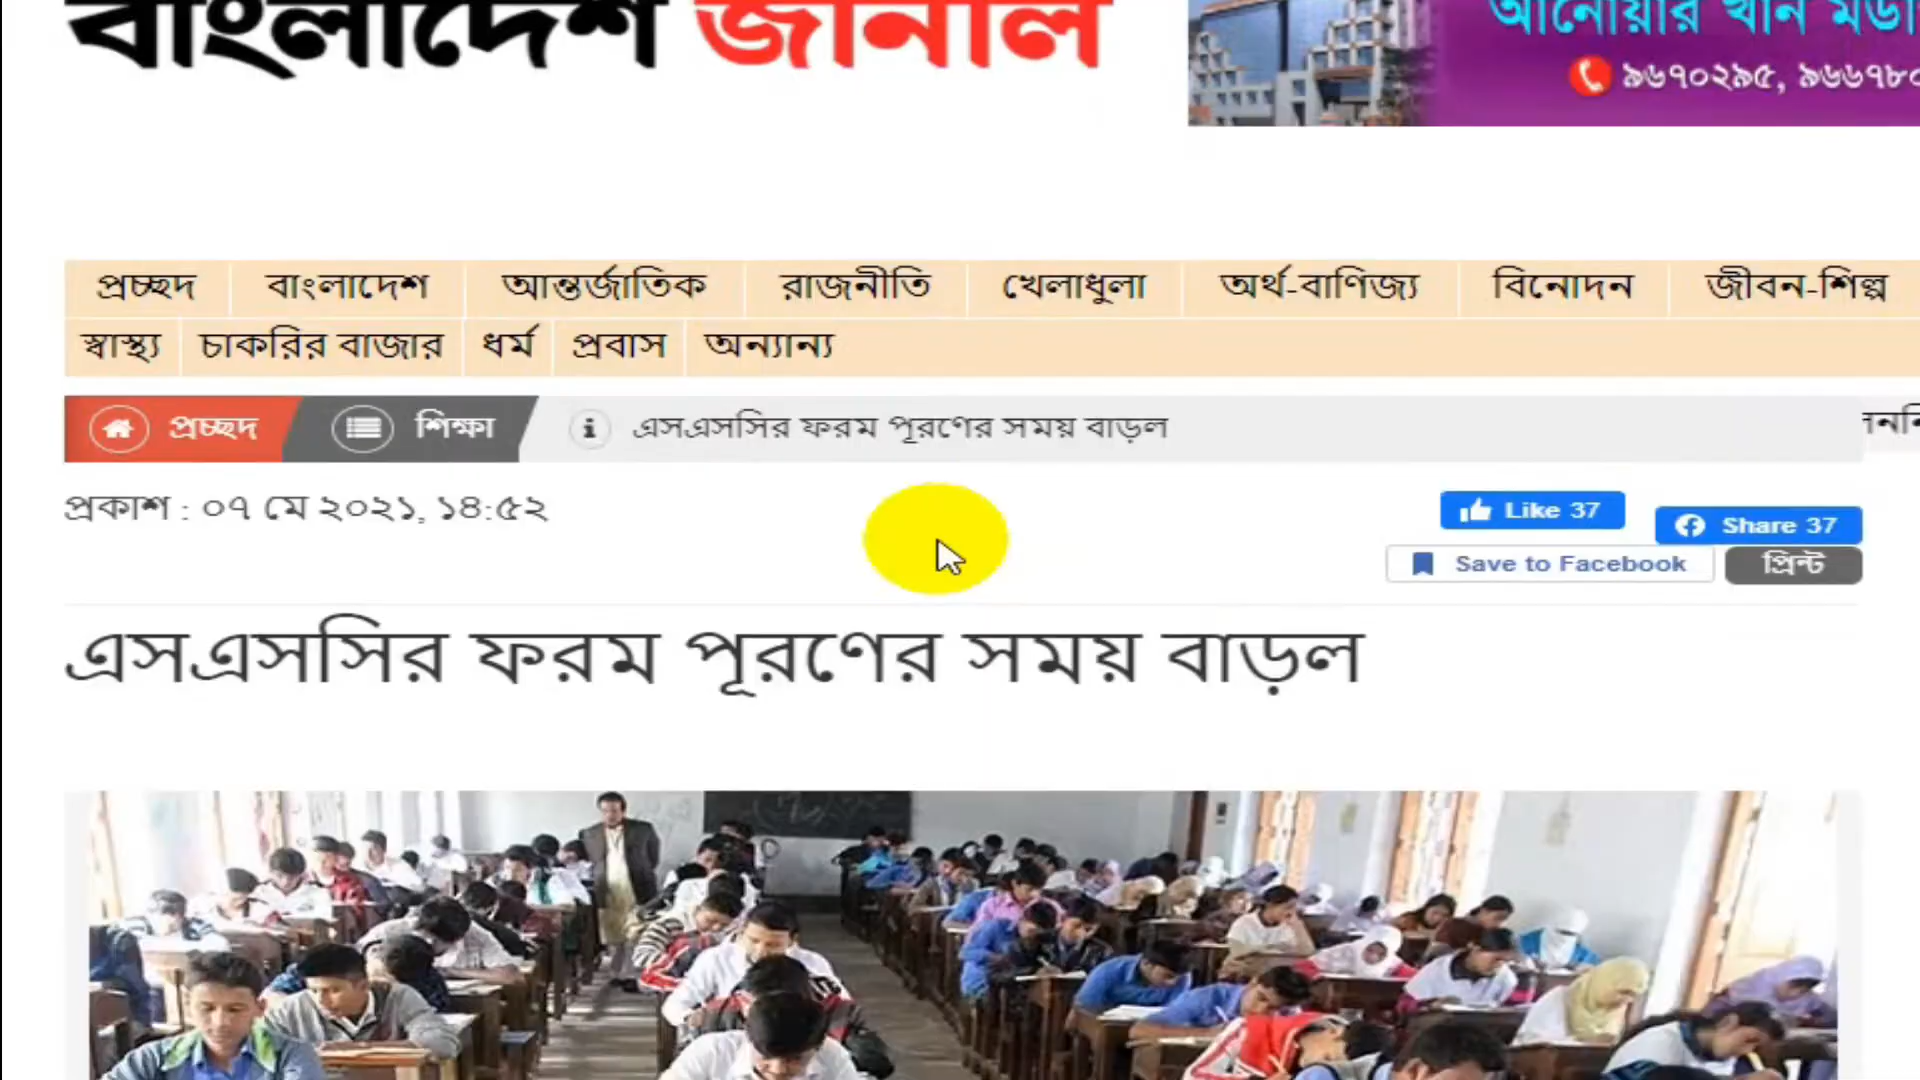 বাংলাদেশ জার্নাল
আনোয়ার খান
৯৬৭০২৯৫,
প্রচ্ছদ বাংলাদেশ আন্তর্জাতিক রাজনীতি খেলাধুলা অর্থ-বাণিজ্য বিনোদন জীবন-শিল্প
স্বাস্থ্য চাকরির বাজার ধর্ম প্রবাস অন্যান্য
প্রচ্ছদ শিক্ষা এসএসসির ফরম পূরণের সময় বাড়ল
প্রকাশ : ০৭ মে ২০২১, ১৪:৫২
Like 37
Share 37
Save to Facebook প্রিন্ট
এসএসসির ফরম পূরণের সময় বাড়ল